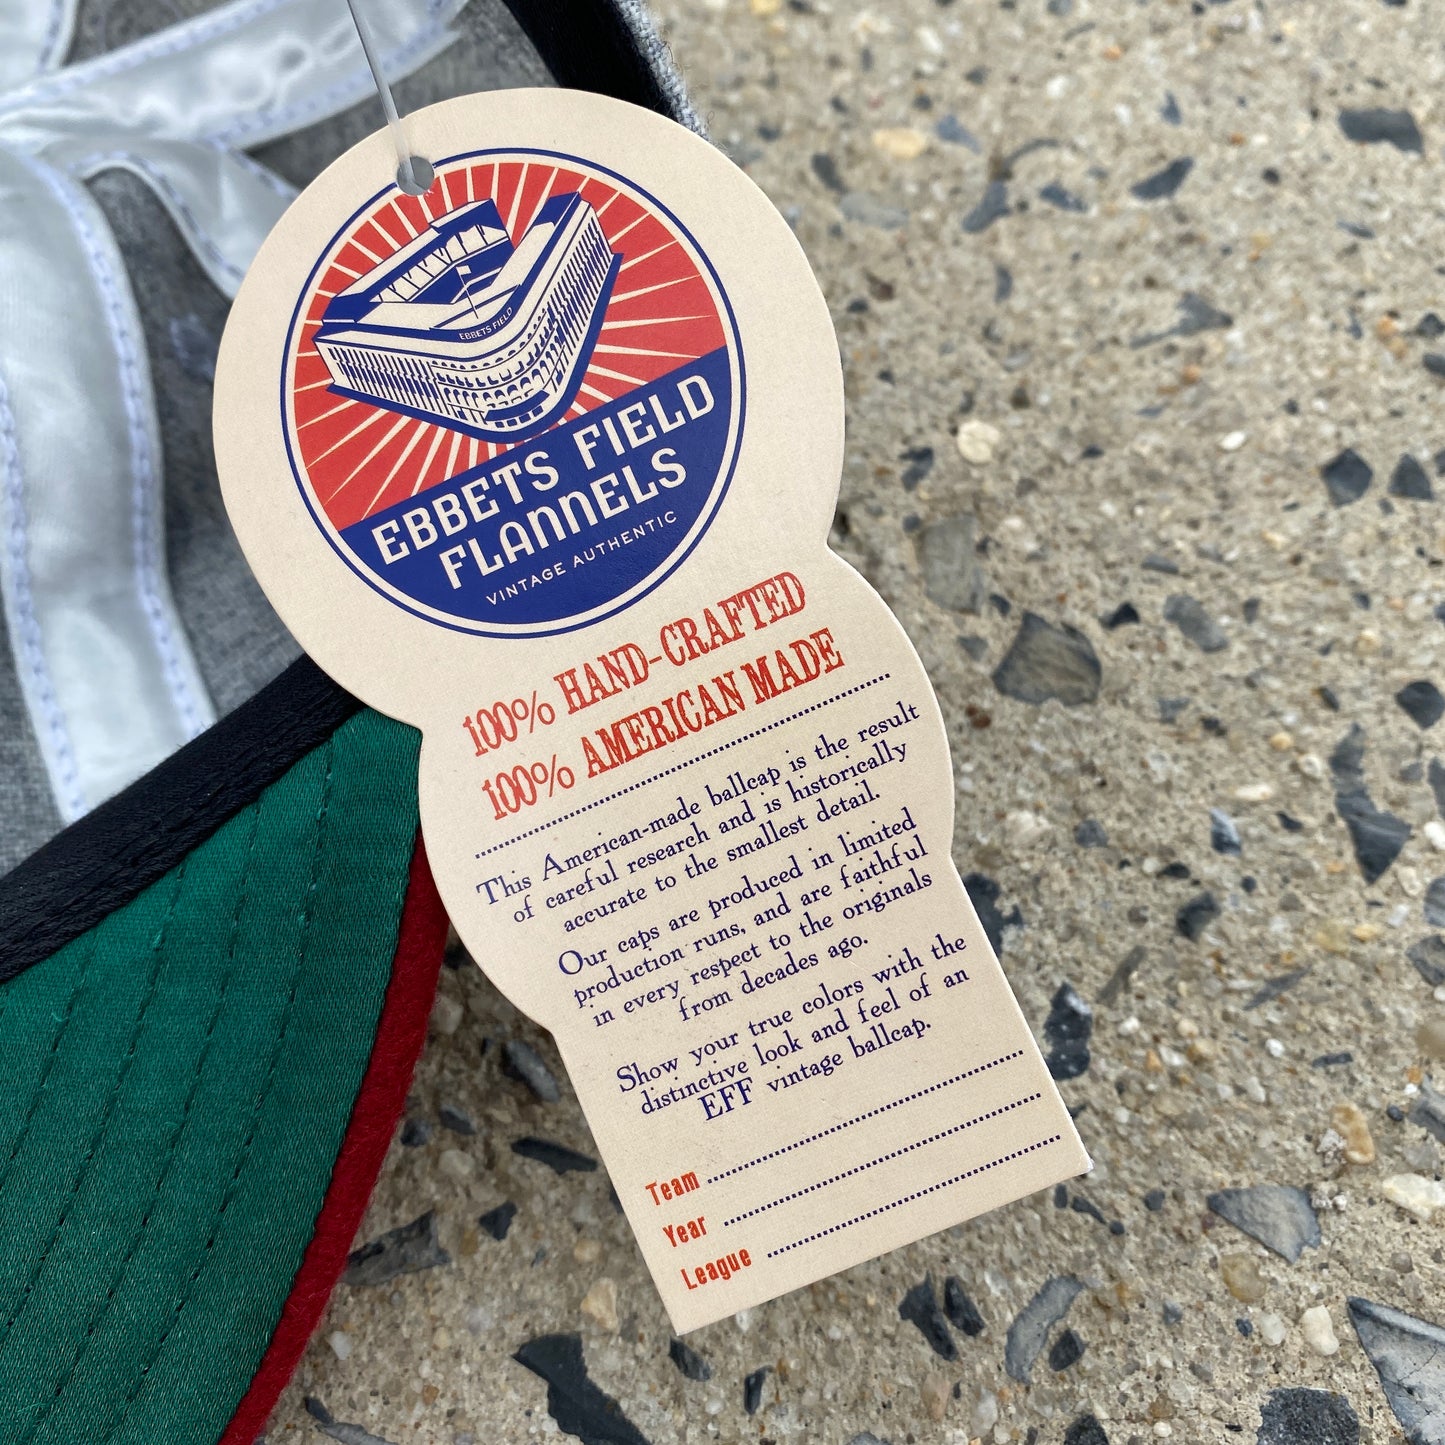 EBBETS FIELD
EBBETS FIELD
FLANNELS
VINTAGE AUTHENTIC
100% HAND-CRAFTED
100% AMERICAN MADE
This American-made ballcap is the result
of careful research and is historically
accurate to the smallest detail.
Our caps are produced in limited
production runs, and are faithful
in every respect to the originals
from decades ago.
Show your true colors with the
distinctive look and feel of an
EFF vintage ballcap.
Team
Year
League